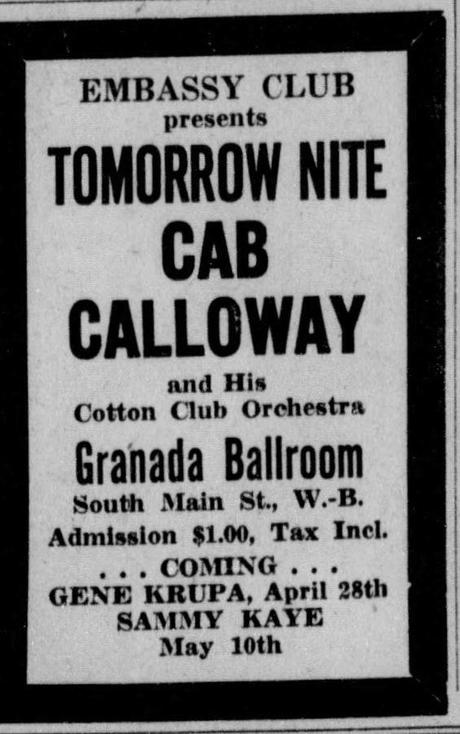 EMBASSY CLUB
presents
TOMORROW NITE
CAB
CALLOWAY
and His
Cotton Club Orchestra
Granada Ballroom
South Main St., W.-B.
Admission $1.00, Tax Incl.
. . . COMING . . .
GENE KRUPA, April 28th
SAMMY KAYE
May 10th